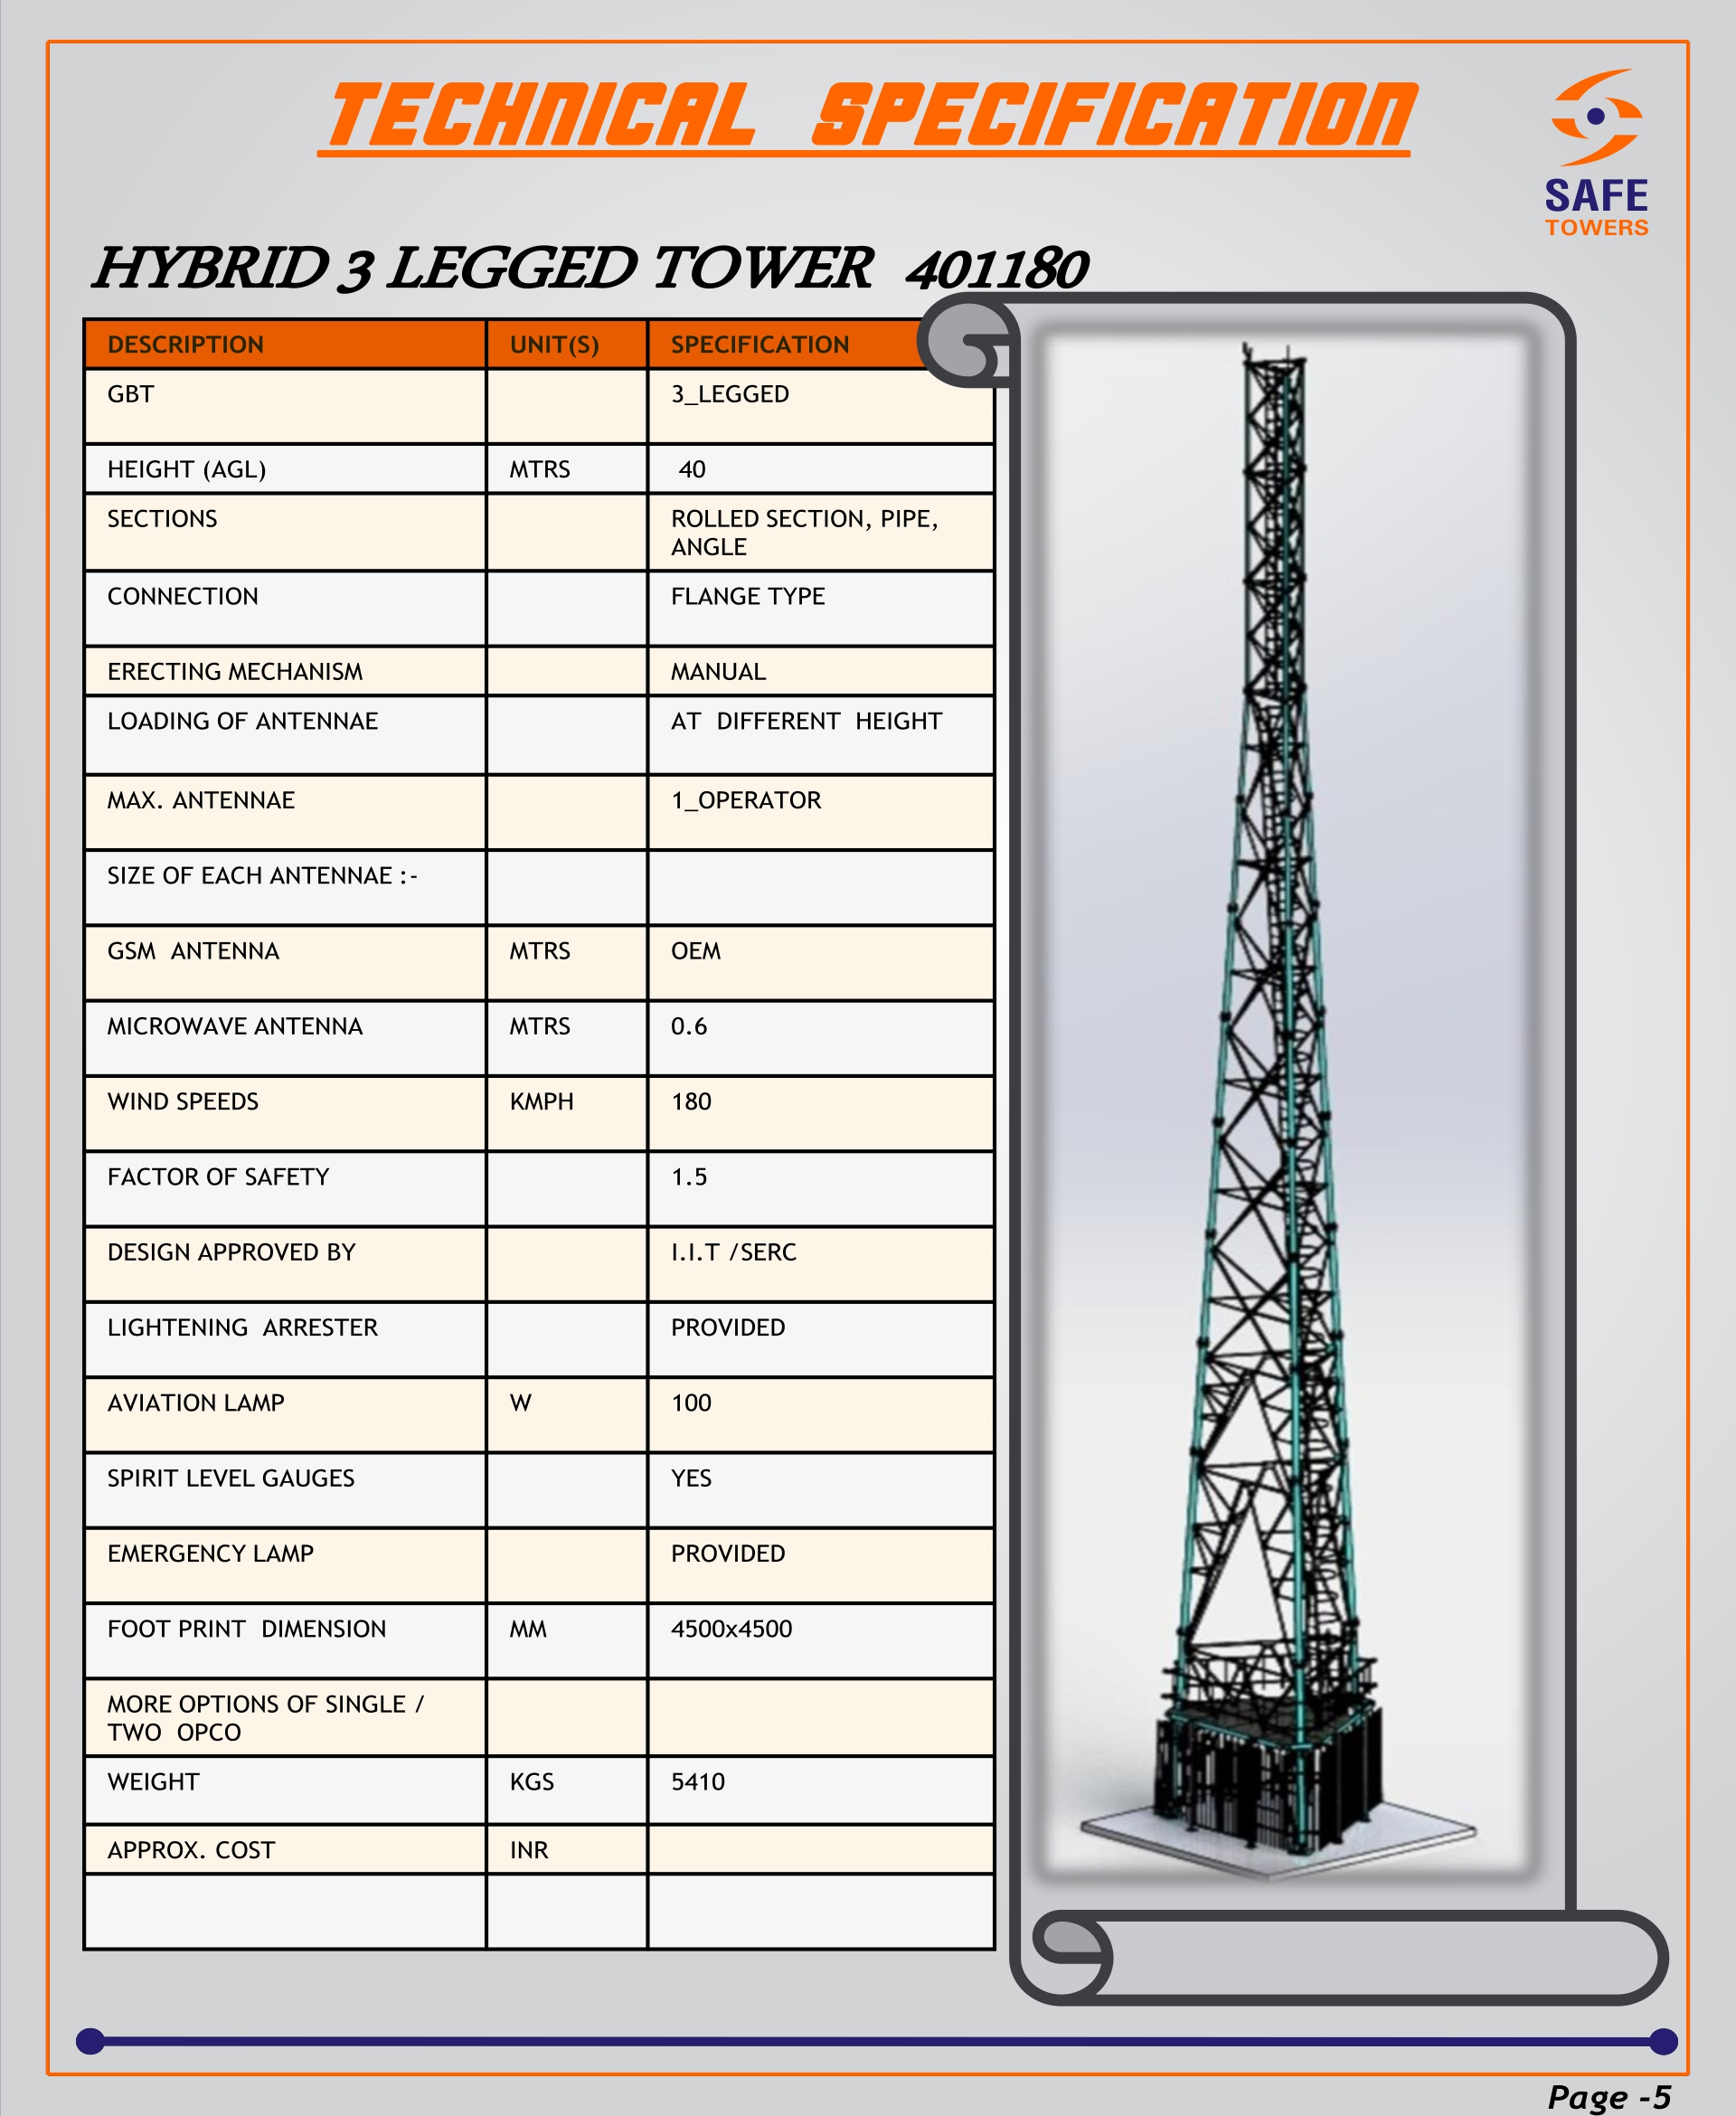 TECHNICAL SPECIFICATION
SAFE
TOWERS
HYBRID 3 LEGGED TOWER 401180
DESCRIPTION UNIT(S) SPECIFICATION
GBT 3_LEGGED
HEIGHT (AGL) MTRS 40
SECTIONS ROLLED SECTION, PIPE,
ANGLE
CONNECTION FLANGE TYPE
ERECTING MECHANISM MANUAL
LOADING OF ANTENNAE AT DIFFERENT HEIGHT
MAX. ANTENNAE 1_OPERATOR
SIZE OF EACH ANTENNAE :-
GSM ANTENNA MTRS OEM
MICROWAVE ANTENNA MTRS 0.6
WIND SPEEDS KMPH 180
FACTOR OF SAFETY 1.5
DESIGN APPROVED BY I.I.T /SERC
LIGHTENING ARRESTER PROVIDED
AVIATION LAMP W 100
SPIRIT LEVEL GAUGES YES
EMERGENCY LAMP PROVIDED
FOOT PRINT DIMENSION MM 4500x4500
MORE OPTIONS OF SINGLE /
TWO OPCO
WEIGHT KGS 5410
APPROX. COST INR
Page -5